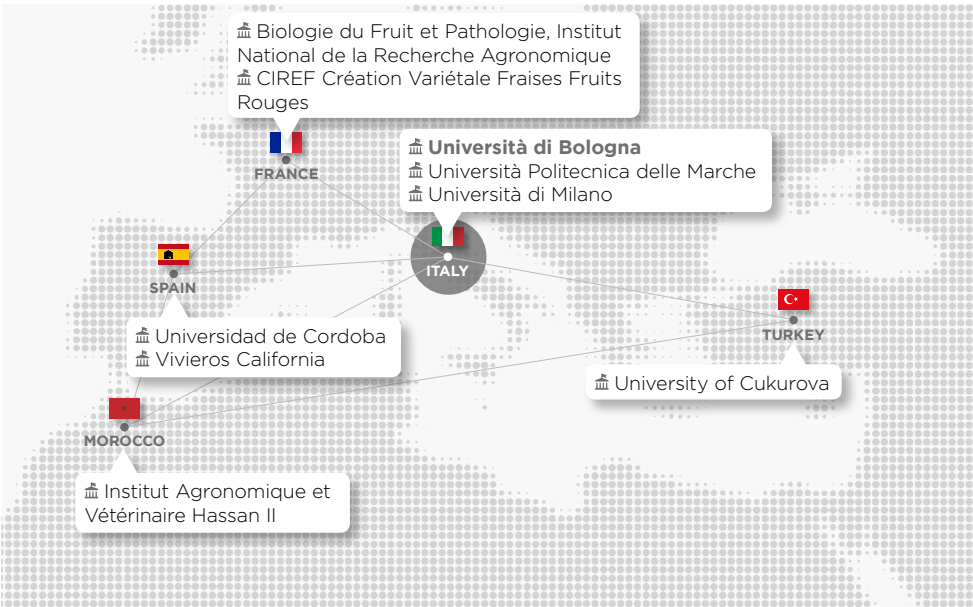 Biologie du Fruit et Pathologie, Institut
National de la Recherche Agronomique
CIREF Création Variétale Fraises Fruits
Rouges
FRANCE
Università di Bologna
Università Politecnica delle Marche
Università di Milano
ITALY
SPAIN
Universidad de Cordoba
Vivieros California
TURKEY
University of Cukurova
MOROCCO
Institut Agronomique et
Vétérinaire Hassan II